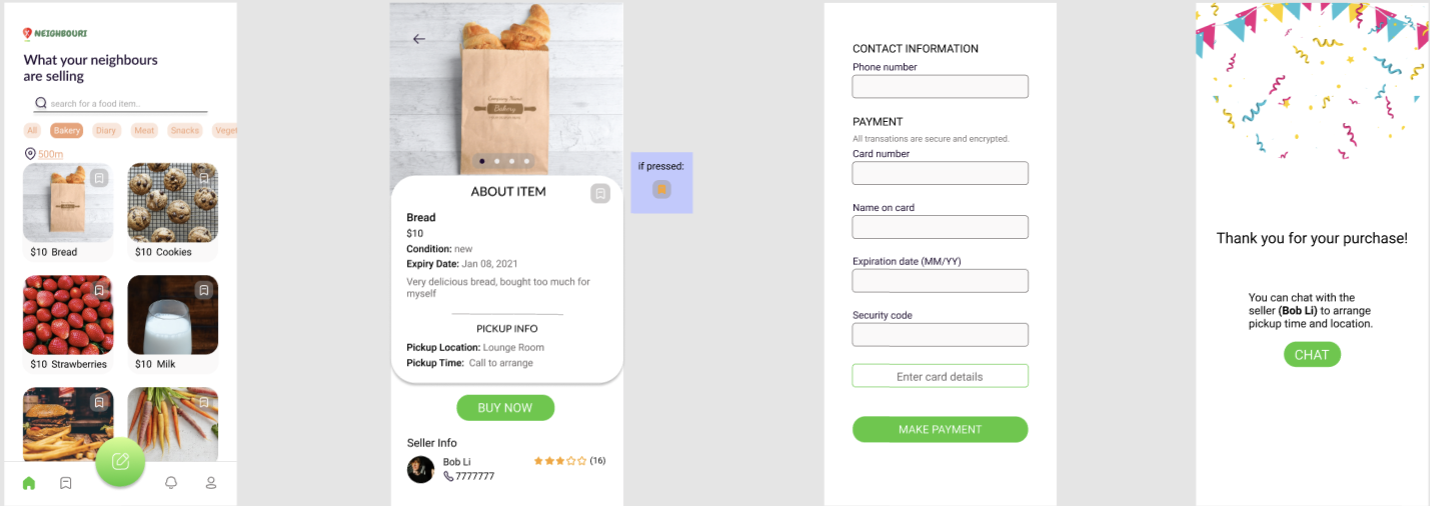 NEIGHBOURI
What your neighbours
are selling
search for a food item..
All
Bakery
Diary
Meat
Snacks
Veget
500m
$10 Bread
$10 Cookies
$10 Strawberries
$10 Milk
Company Name
Bakery
ABOUT ITEM
Bread
$10
Condition: new
Expiry Date: Jan 08, 2021
Very delicious bread, bought too much for
myself
PICKUP INFO
Pickup Location: Lounge Room
Pickup Time: Call to arrange
BUY NOW
Seller Info
Bob Li
(16)
7777777
if pressed:
CONTACT INFORMATION
Phone number
PAYMENT
All transations are secure and encrypted.
Card number
Name on card
Expiration date (MM/YY)
Security code
Enter card details
MAKE PAYMENT
Thank you for your purchase!
You can chat with the
seller (Bob Li) to arrange
pickup time and location.
CHAT